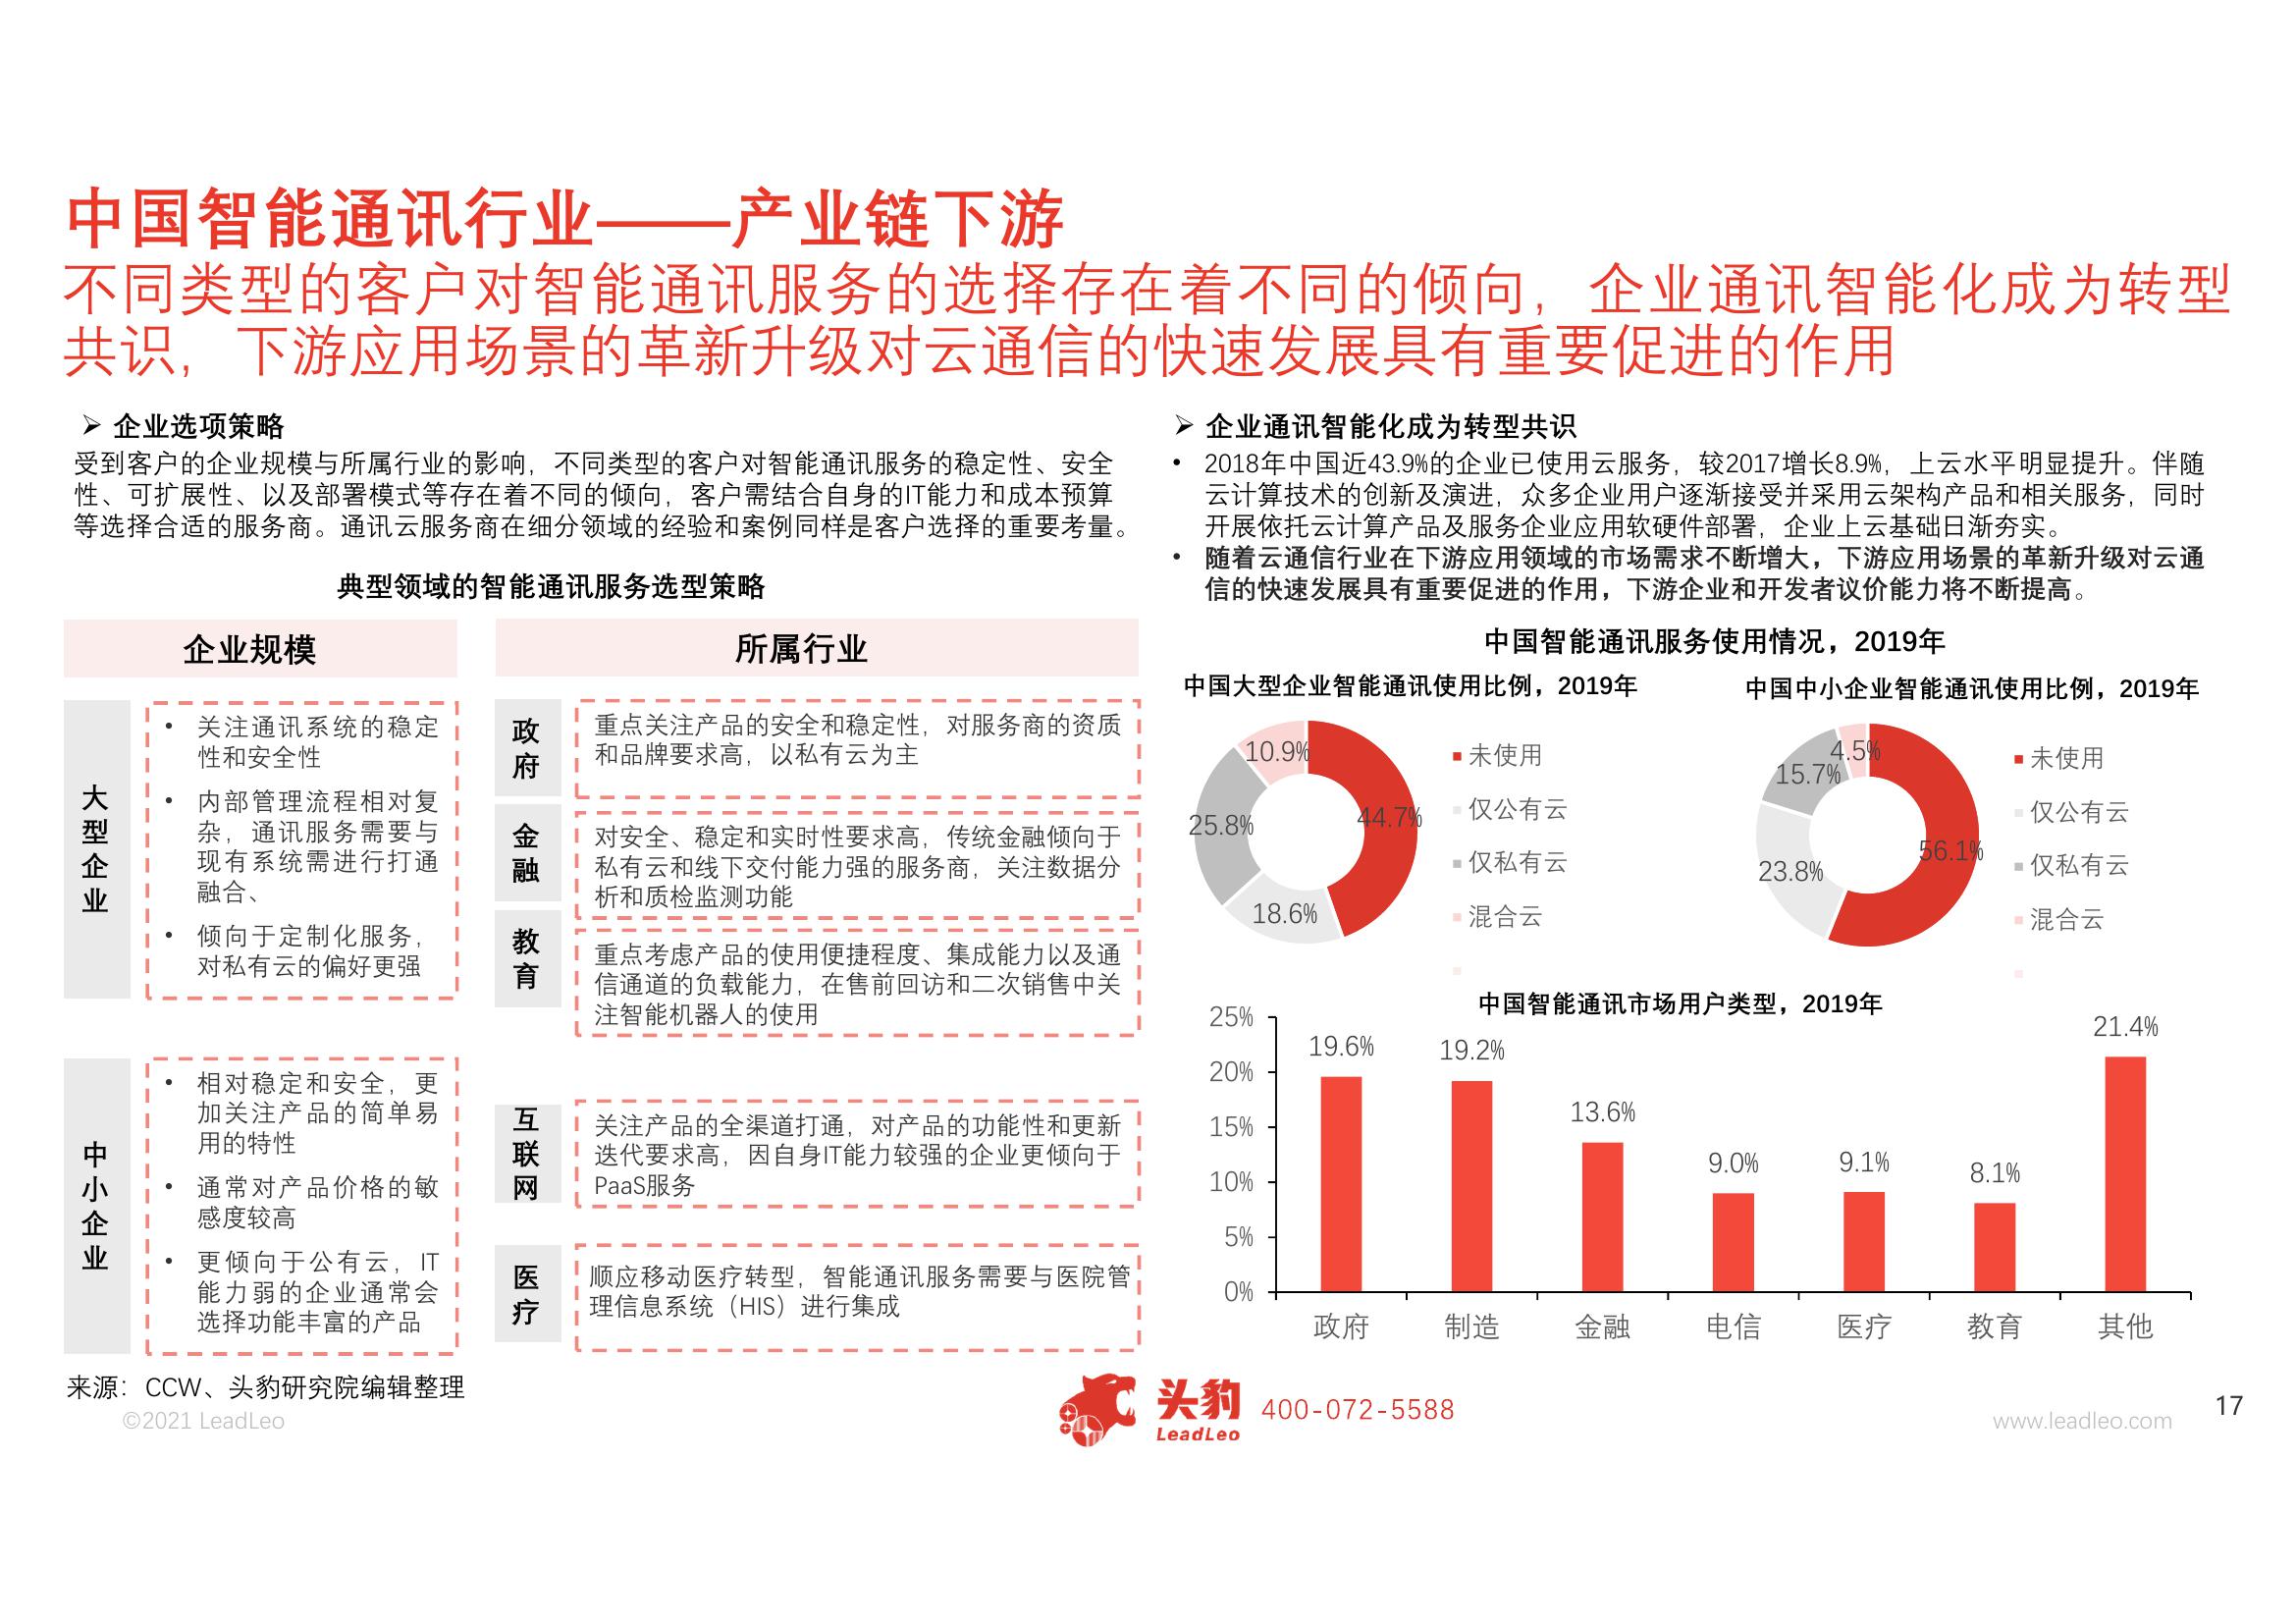 中国智能通讯行业——产业链下游
不同类型的客户对智能通讯服务的选择存在着不同的倾向，企业通讯智能化成为转型
共识，下游应用场景的革新升级对云通信的快速发展具有重要促进的作用
➢ 企业选项策略
受到客户的企业规模与所属行业的影响，不同类型的客户对智能通讯服务的稳定性、安全
性、可扩展性、以及部署模式等存在着不同的倾向，客户需结合自身的IT能力和成本预算
等选择合适的服务商。通讯云服务商在细分领域的经验和案例同样是客户选择的重要考量。
典型领域的智能通讯服务选型策略
企业规模
大型企业
• 关注通讯系统的稳定
性和安全性
• 内部管理流程相对复
杂，通讯服务需要与
现有系统需进行打通
融合、
• 倾向于定制化服务，
对私有云的偏好更强
中小企业
• 相对稳定和安全，更
加关注产品的简单易
用的特性
• 通常对产品价格的敏
感度较高
• 更倾向于公有云，IT
能力弱的企业通常会
选择功能丰富的产品
所属行业
政府
重点关注产品的安全和稳定性，对服务商的资质
和品牌要求高，以私有云为主
金融
对安全、稳定和实时性要求高，传统金融倾向于
私有云和线下交付能力强的服务商，关注数据分
析和质检监测功能
教育
重点考虑产品的使用便捷程度、集成能力以及通
信通道的负载能力，在售前回访和二次销售中关
注智能机器人的使用
互联网
关注产品的全渠道打通，对产品的功能性和更新
迭代要求高，因自身IT能力较强的企业更倾向于
PaaS服务
医疗
顺应移动医疗转型，智能通讯服务需要与医院管
理信息系统（HIS）进行集成
➢ 企业通讯智能化成为转型共识
• 2018年中国近43.9%的企业已使用云服务，较2017增长8.9%，上云水平明显提升。伴随
云计算技术的创新及演进，众多企业用户逐渐接受并采用云架构产品和相关服务，同时
开展依托云计算产品及服务企业应用软硬件部署，企业上云基础日渐夯实。
• 随着云通信行业在下游应用领域的市场需求不断增大，下游应用场景的革新升级对云通
信的快速发展具有重要促进的作用，下游企业和开发者议价能力将不断提高。
中国智能通讯服务使用情况，2019年
中国大型企业智能通讯使用比例，2019年
10.9%
44.7%
25.8%
18.6%
未使用
仅公有云
仅私有云
混合云
中国中小企业智能通讯使用比例，2019年
4.5%
15.7%
56.1%
23.8%
未使用
仅公有云
仅私有云
混合云
中国智能通讯市场用户类型，2019年
25%
20%
15%
10%
5%
0%
19.6%
19.2%
13.6%
9.0%
9.1%
8.1%
21.4%
政府
制造
金融
电信
医疗
教育
其他
来源：CCW、头豹研究院编辑整理
©2021 LeadLeo
头豹
LeadLeo
400-072-5588
www.leadleo.com
17